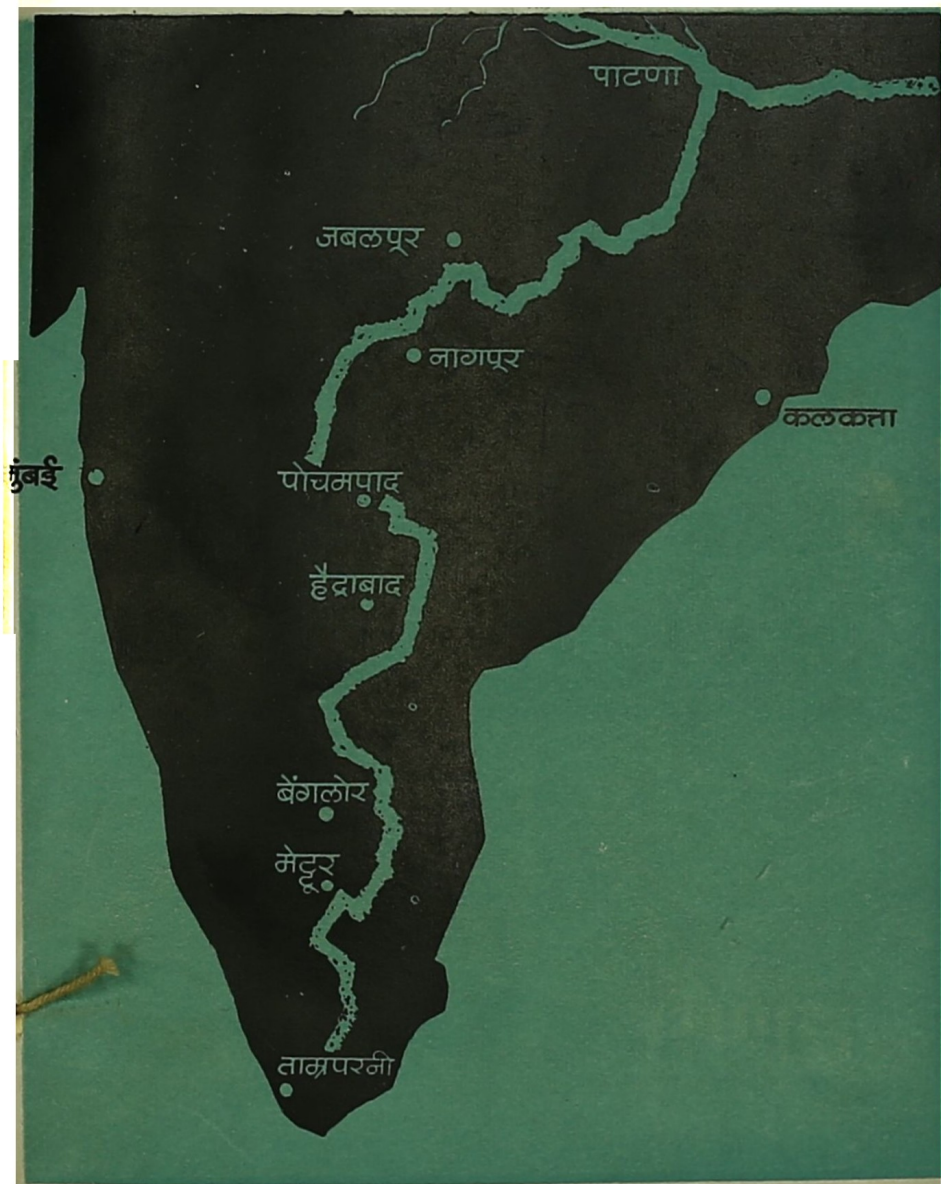 पाटणा
जबलपूर
नागपूर
कलकत्ता
मुंबई
पोचमपाद
हैद्राबाद
बेंगलोर
मेट्टूर
ताम्रपरनी